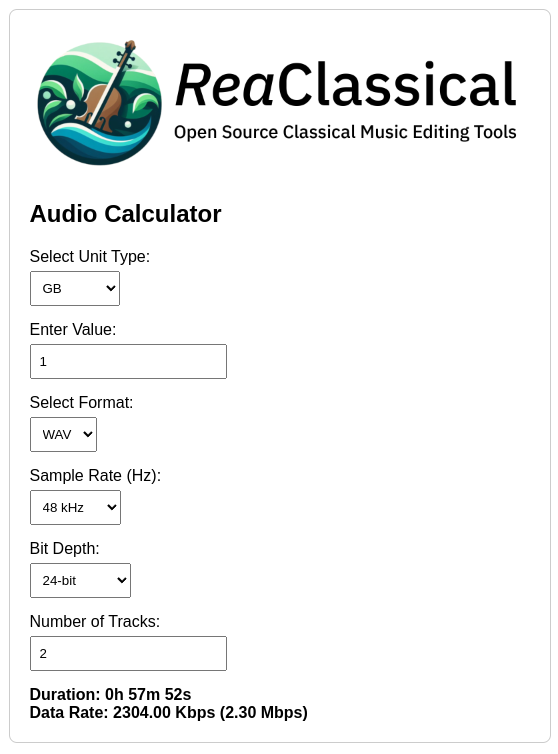 ReaClassical
Open Source Classical Music Editing Tools
Audio Calculator
Select Unit Type:
GB
Enter Value:
1
Select Format:
WAV
Sample Rate (Hz):
48 kHz
Bit Depth:
24-bit
Number of Tracks:
2
Duration: 0h 57m 52s
Data Rate: 2304.00 Kbps (2.30 Mbps)